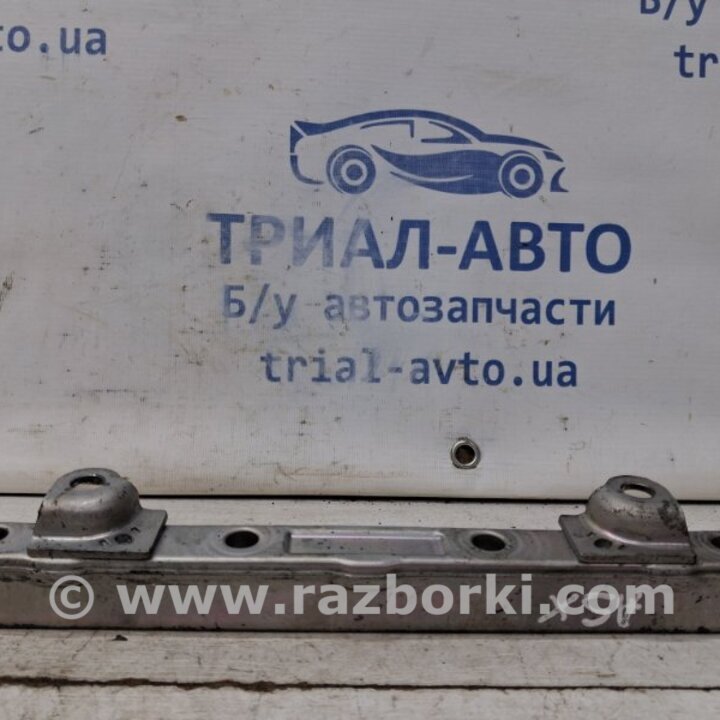 to.ua
Б/у
tr
ТРИАЛ-АВТО
Б/у автозапчасти
trial-avto.ua
© www.razborki.com